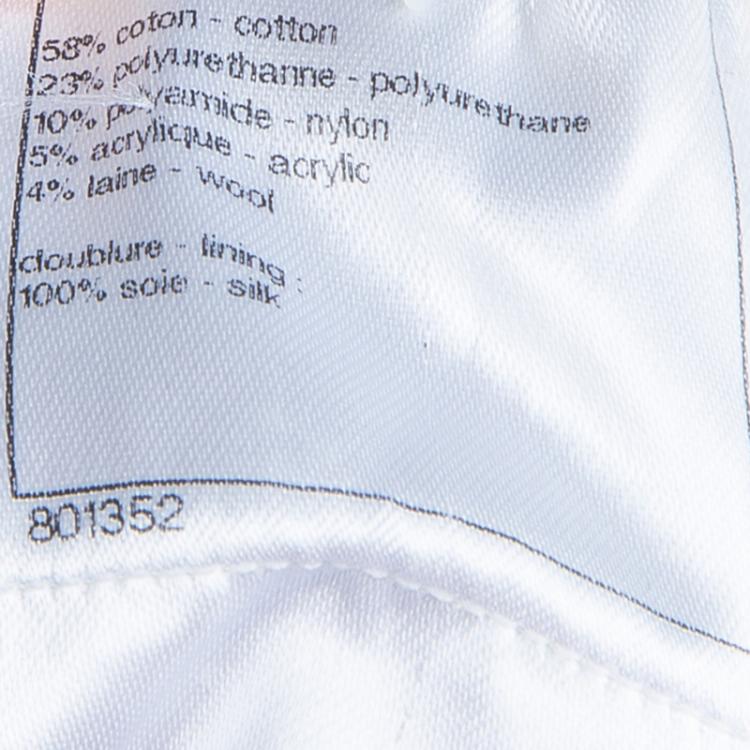 58% coton - cotton
23% polyurethanne - polyurethane
10% polyamide - nylon
5% acrylique - acrylic
4% laine - wool
doublure - lining :
100% soie - silk
801352